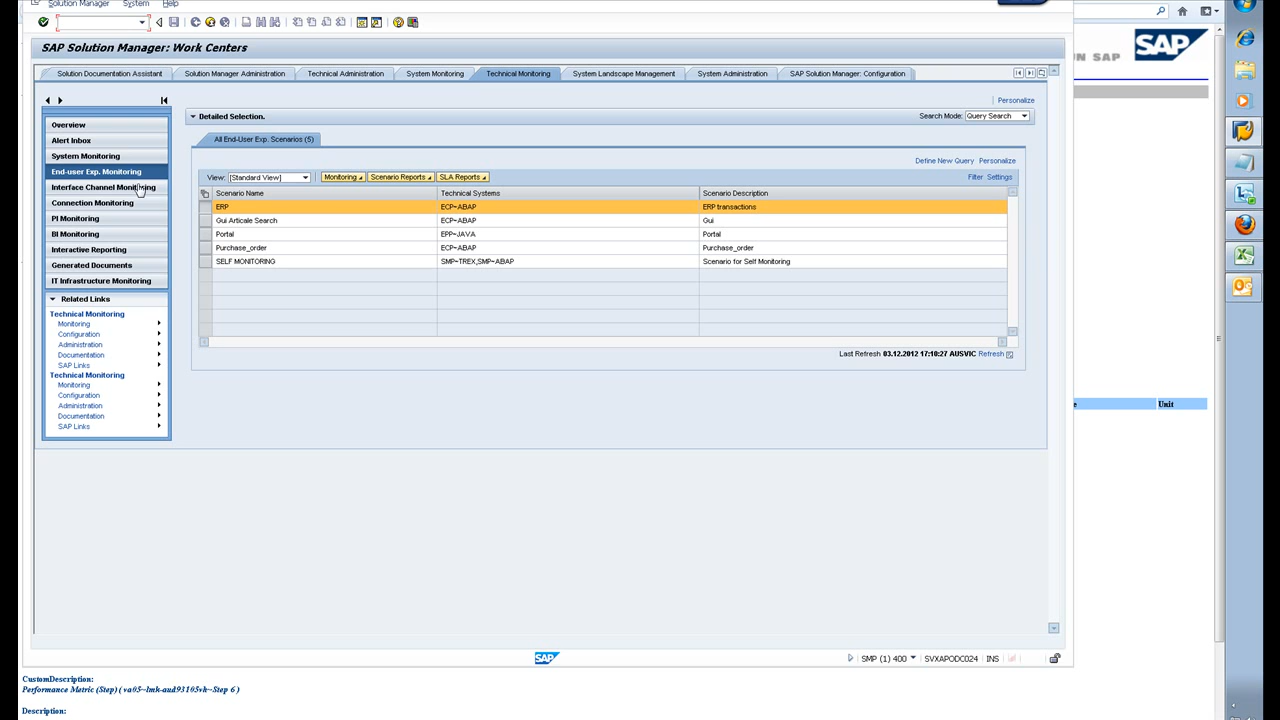 Solution Manager System Help
SAP Solution Manager: Work Centers
SAP
UN SAP
Solution Documentation Assistant Solution Manager Administration Technical Administration System Monitoring Technical Monitoring System Landscape Management System Administration SAP Solution Manager: Configuration
Personalize
Detailed Selection.
Search Mode: Query Search
All End-User Exp. Scenarios (5)
Define New Query Personalize
View: [Standard View] Monitoring Scenario Reports SLA Reports Filter Settings
Scenario Name Technical Systems Scenario Description
ERP ECP~ABAP ERP transactions
Gui Articale Search ECP~ABAP Gui
Portal EPP~JAVA Portal
Purchase_order ECP~ABAP Purchase_order
SELF MONITORING SMP~TREX,SMP~ABAP Scenario for Self Monitoring
Last Refresh 03.12.2012 17:10:27 AUSVIC Refresh
Overview
Alert Inbox
System Monitoring
End-user Exp. Monitoring
Interface Channel Monitoring
Connection Monitoring
PI Monitoring
BI Monitoring
Interactive Reporting
Generated Documents
IT Infrastructure Monitoring
Related Links
Technical Monitoring
Monitoring
Configuration
Administration
Documentation
SAP Links
Technical Monitoring
Monitoring
Configuration
Administration
Documentation
SAP Links
e Unit
SAP SMP (1) 400 SVXAPODC024 INS
CustomDescription:
Performance Metric (Step) ( va05~lmk-aud93105vk~Step 6 )
Description: